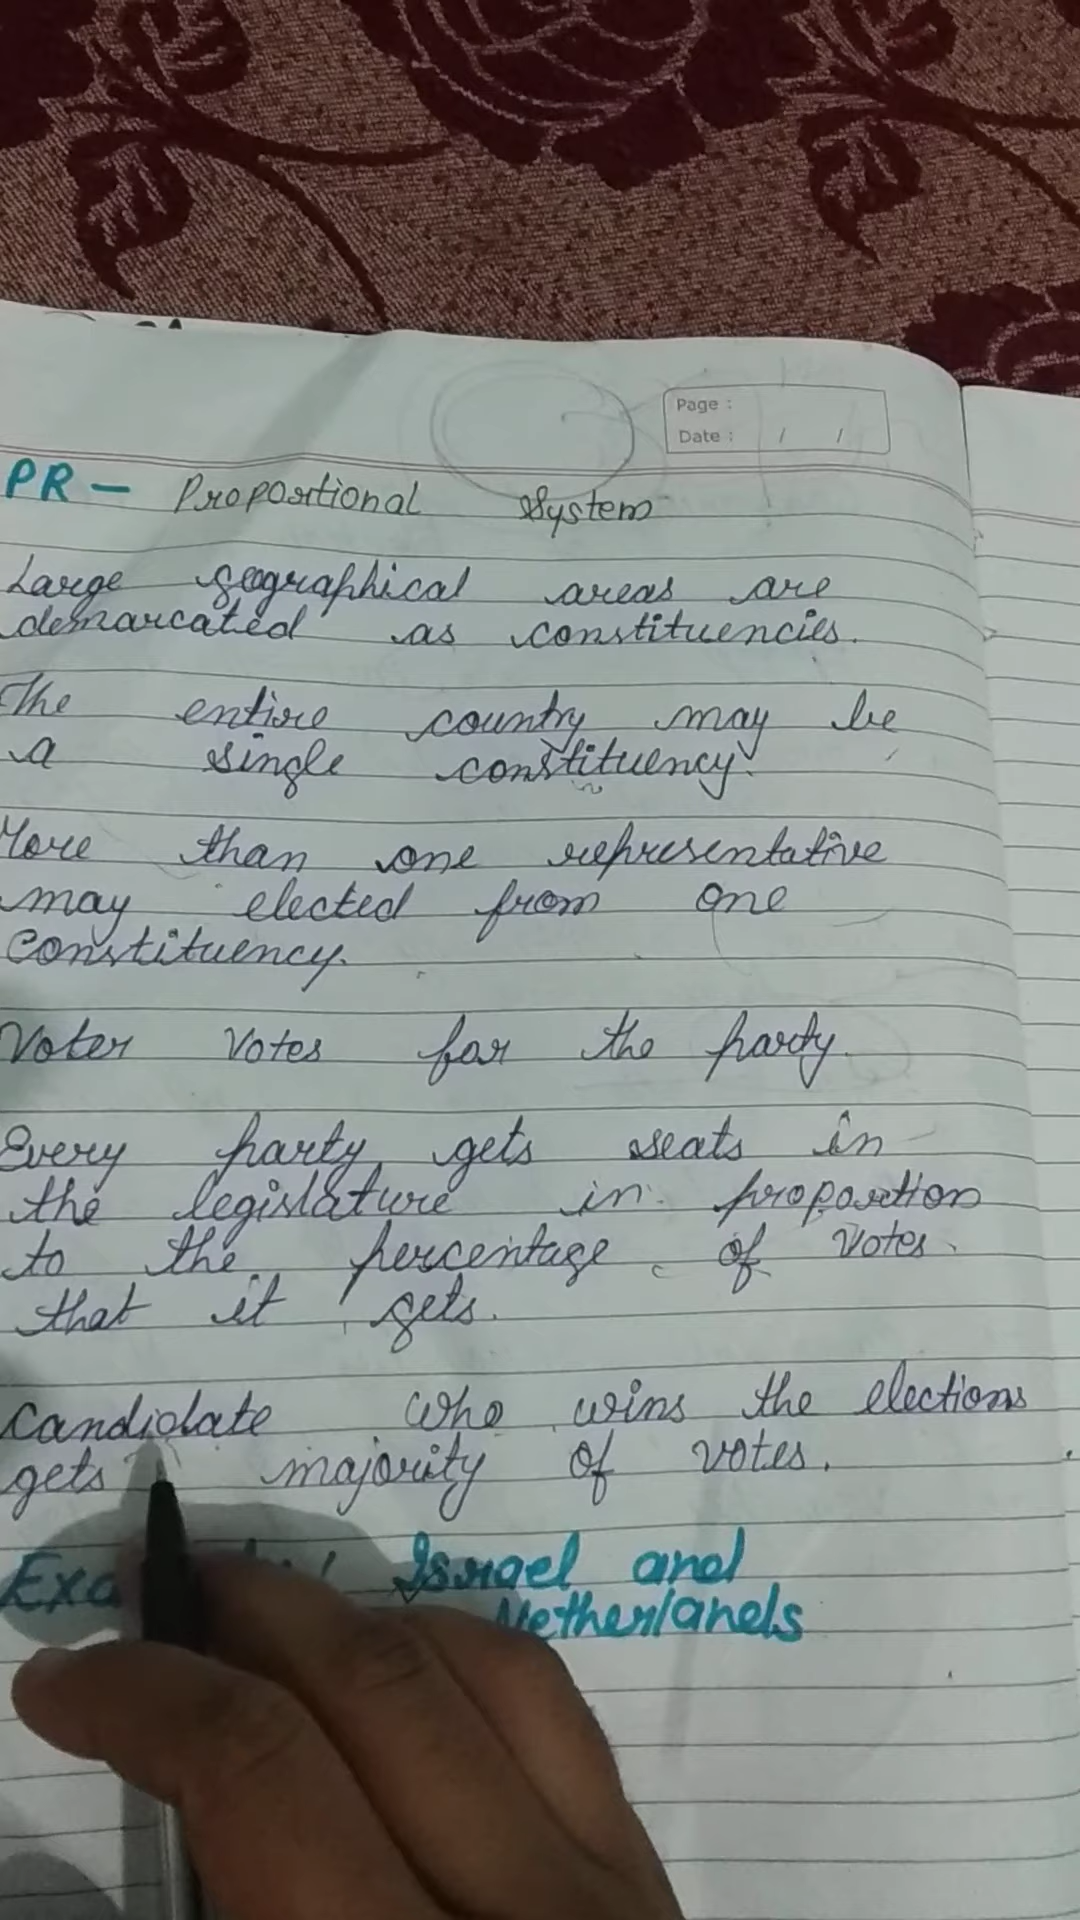 Page :
Date : / /
PR — Proportional System
Large geographical areas are
demarcated as constituencies.
The entire country may be
a single constituency.
More than one representative
may elected from one
constituency.
Voter votes for the party.
Every party gets seats in
the legislature in proportion
to the percentage of votes
that it gets.
Candidate who wins the elections
gets majority of votes.
Israel and
Netherlands